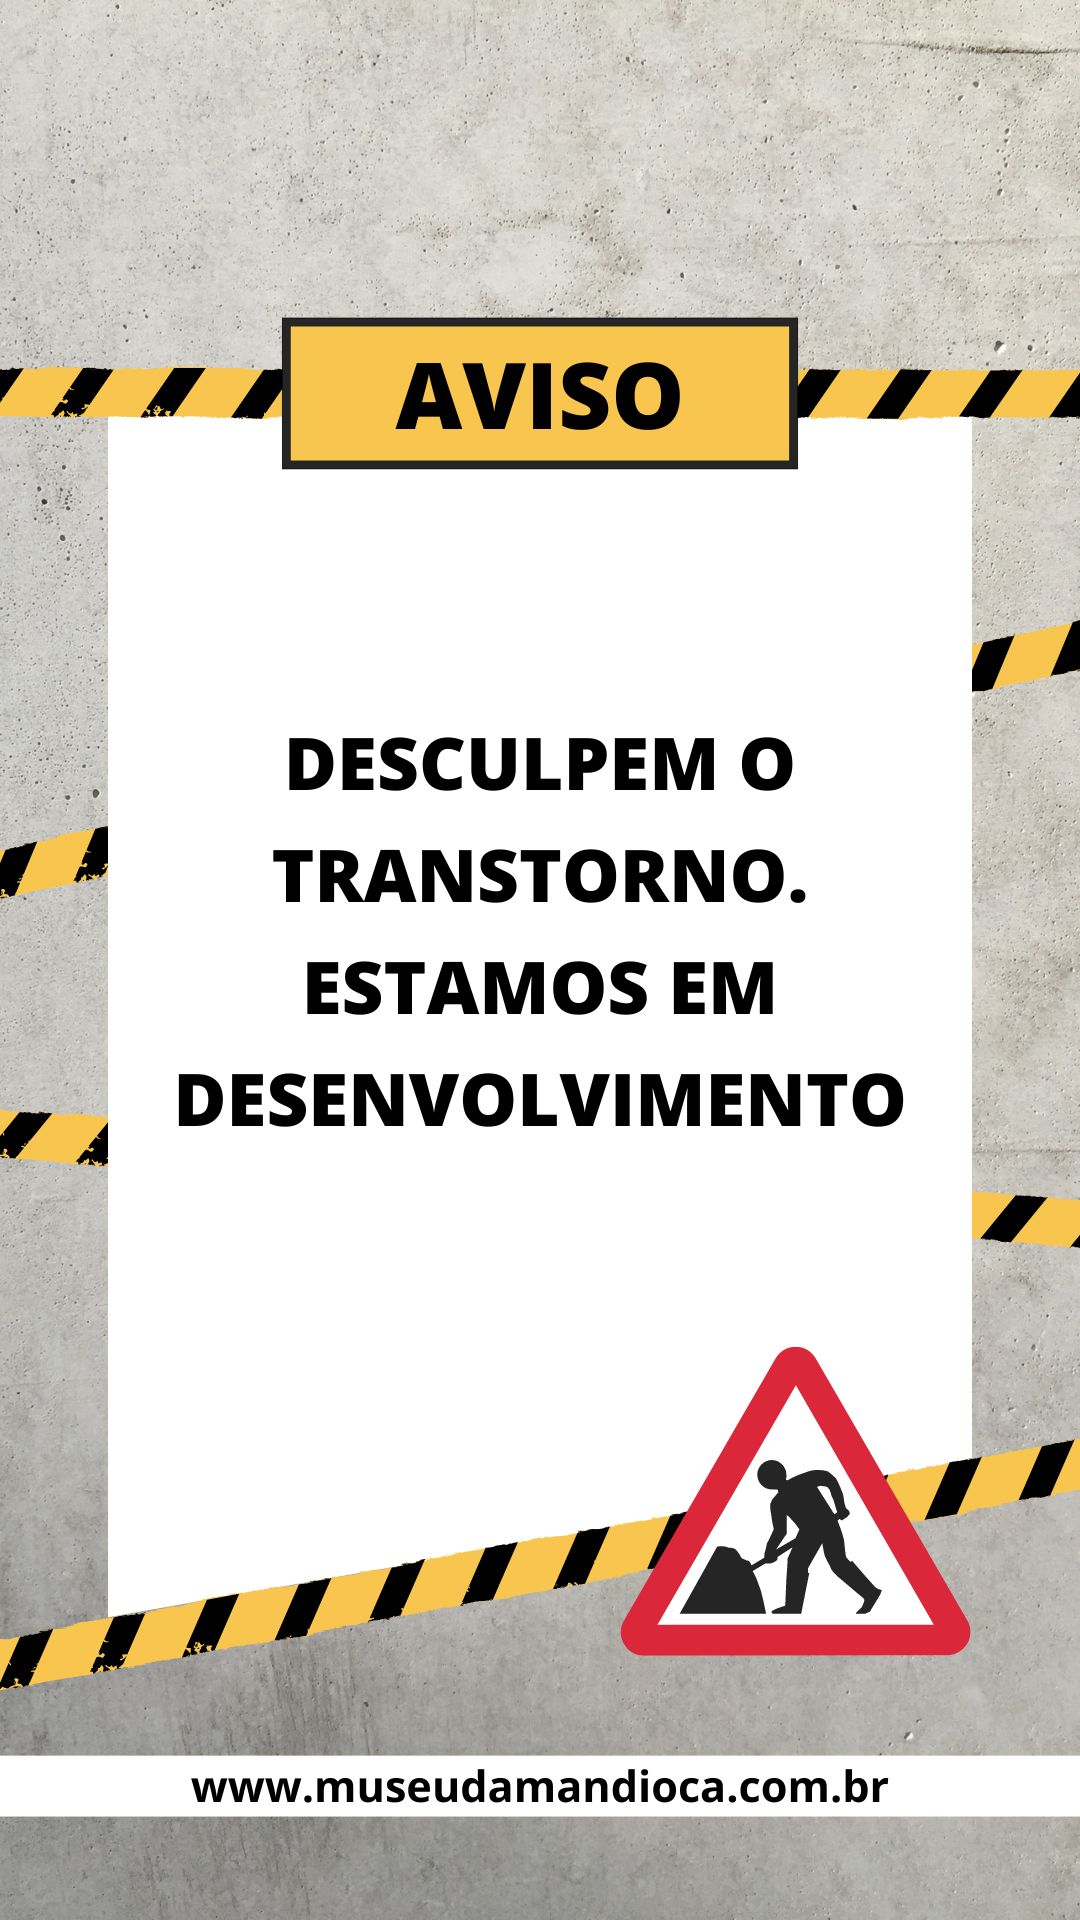 AVISO
DESCULPEM O
TRANSTORNO.
ESTAMOS EM
DESENVOLVIMENTO
www.museudamandioca.com.br